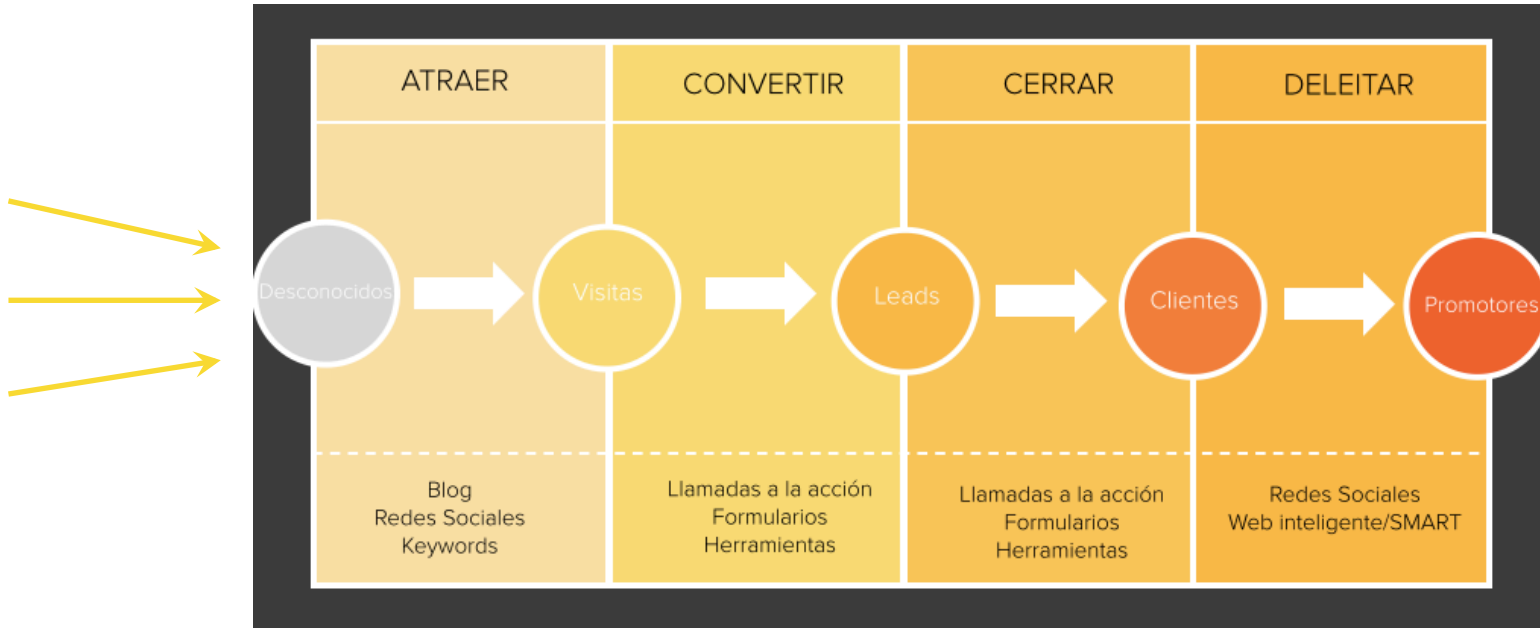 ATRAER
CONVERTIR
CERRAR
DELEITAR
Desconocidos
Visitas
Leads
Clientes
Promotores
Blog
Redes Sociales
Keywords
Llamadas a la acción
Formularios
Herramientas
Llamadas a la acción
Formularios
Herramientas
Redes Sociales
Web inteligente/SMART